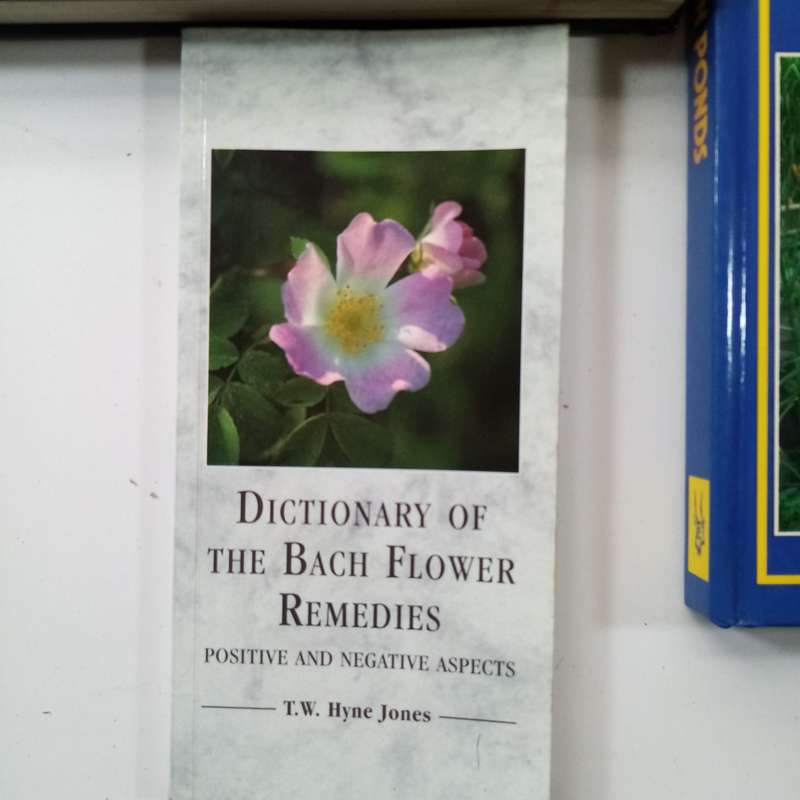 DICTIONARY OF
THE BACH FLOWER
REMEDIES
POSITIVE AND NEGATIVE ASPECTS
T.W. Hyne Jones
PONDS